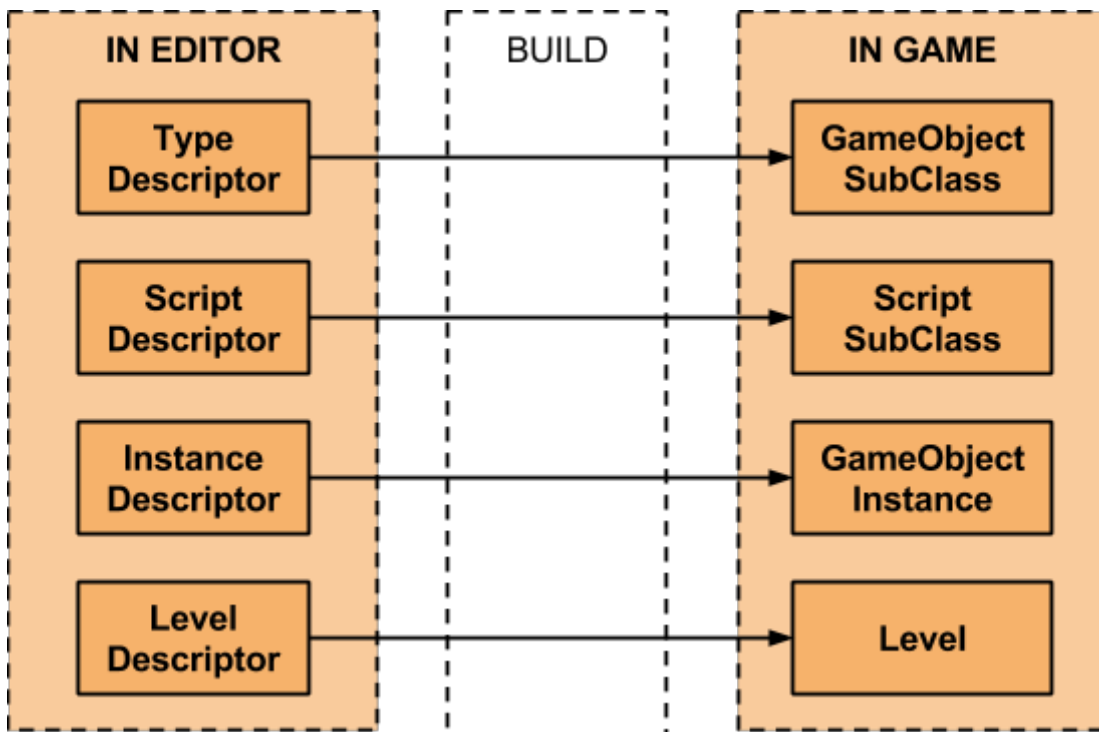 IN EDITOR
BUILD
IN GAME
Type
Descriptor
GameObject
SubClass
Script
Descriptor
Script
SubClass
Instance
Descriptor
GameObject
Instance
Level
Descriptor
Level